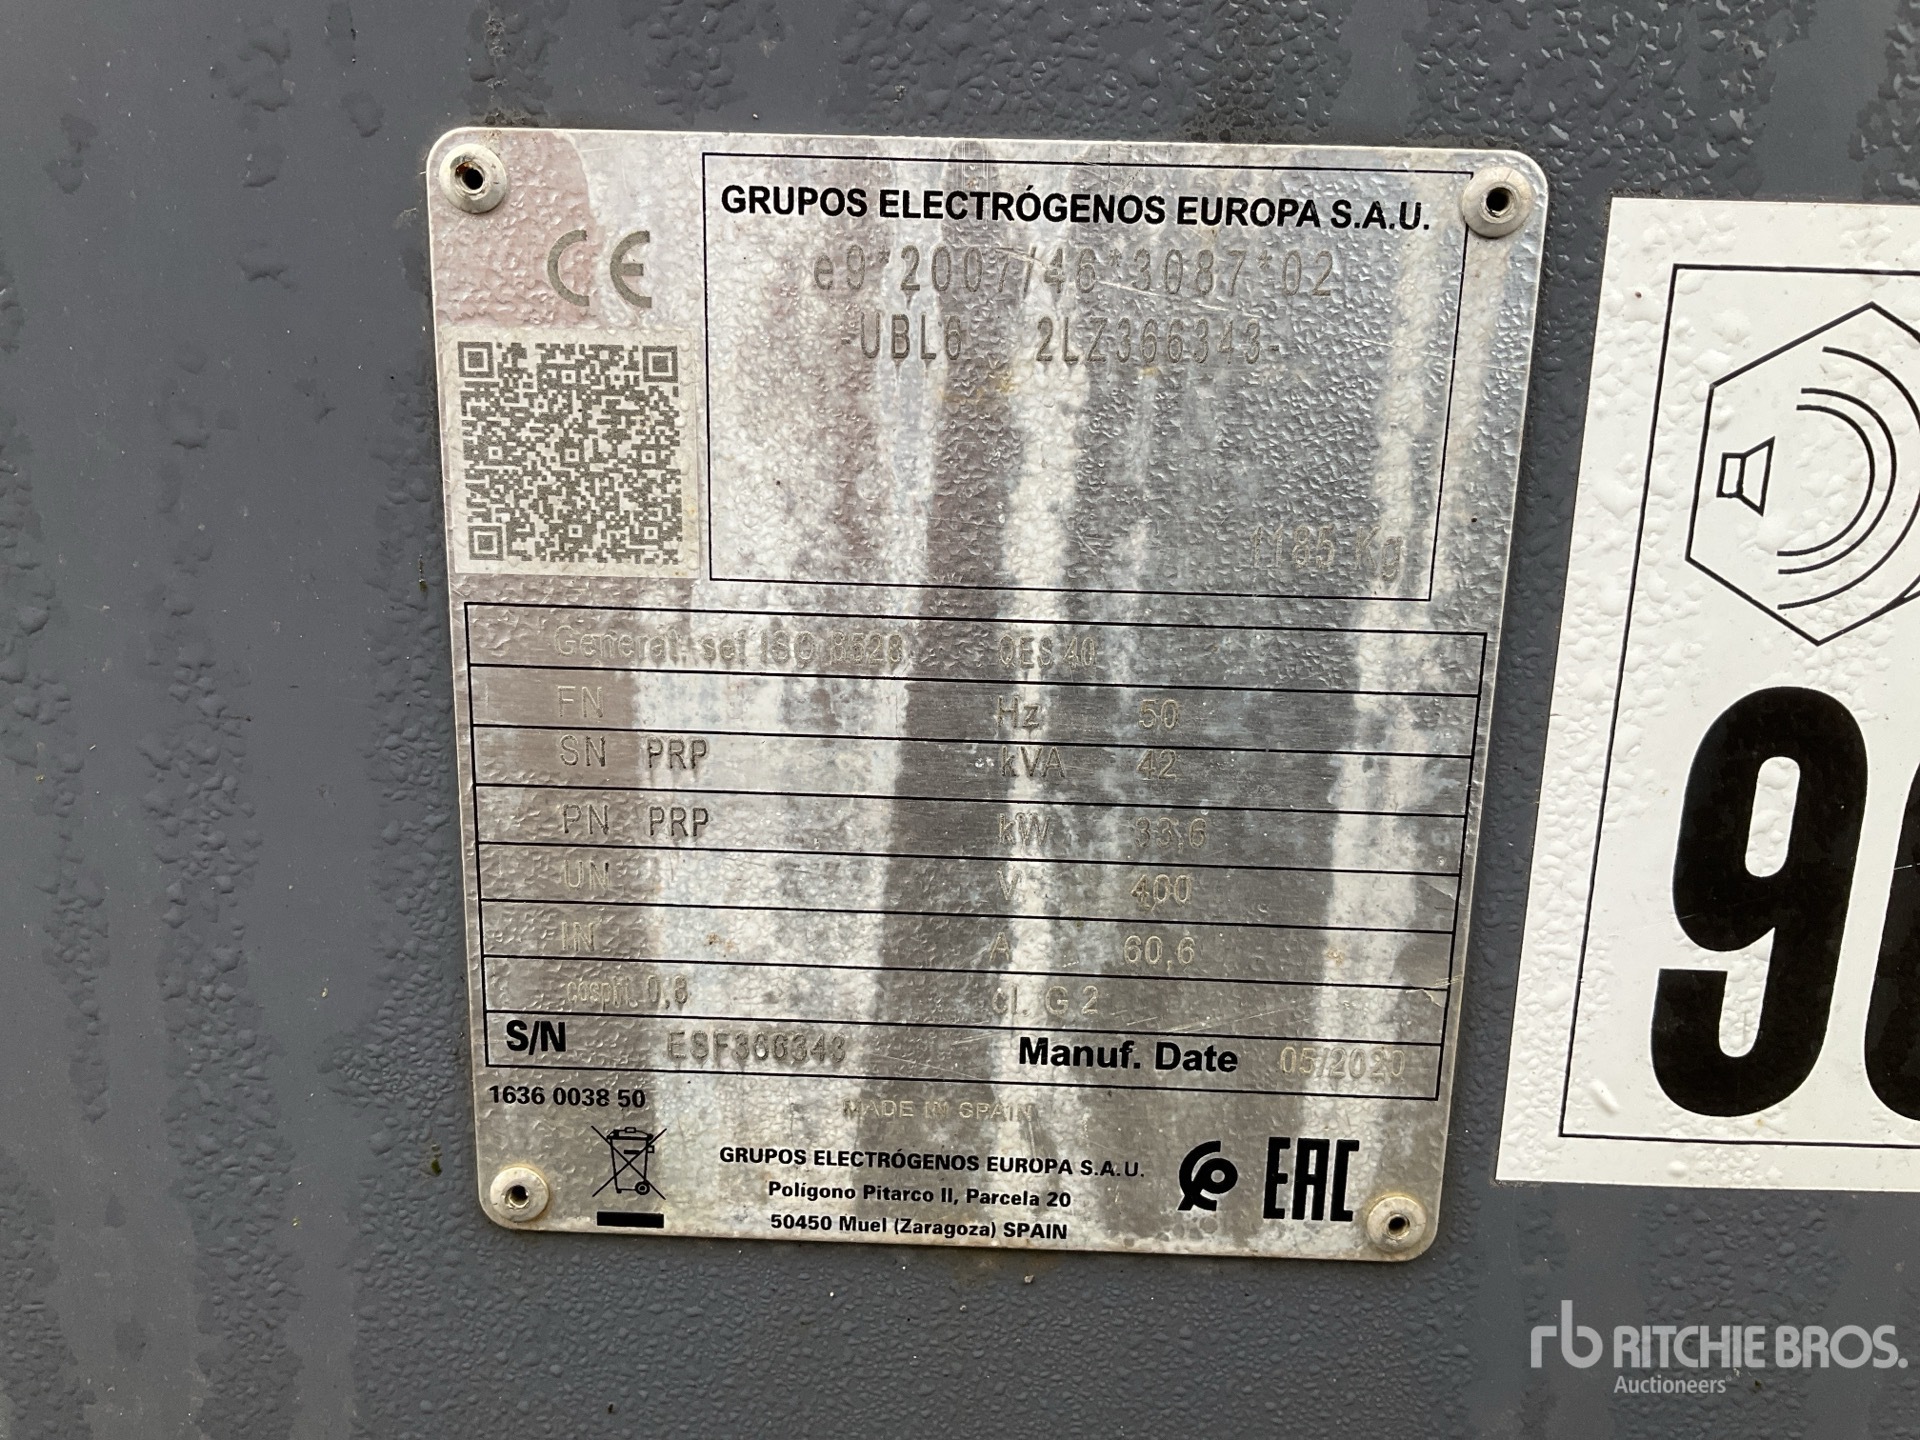 GRUPOS ELECTRÓGENOS EUROPA S.A.U.
e9*2007/46*3087*02
UBL6 2LZ366343-
CE
1185 Kg
Generat. set ISO 8528 QES 40
FN Hz 50
SN PRP kVA 42
PN PRP kW 33,6
UN V 400
IN A 60,6
cosphi. 0,8 cl. G 2
S/N ESF366343 Manuf. Date 05/2020
1636 0038 50
MADE IN SPAIN
GRUPOS ELECTRÓGENOS EUROPA S.A.U.
Polígono Pitarco II, Parcela 20
50450 Muel (Zaragoza) SPAIN
EAC
rb RITCHIE BROS.
Auctioneers